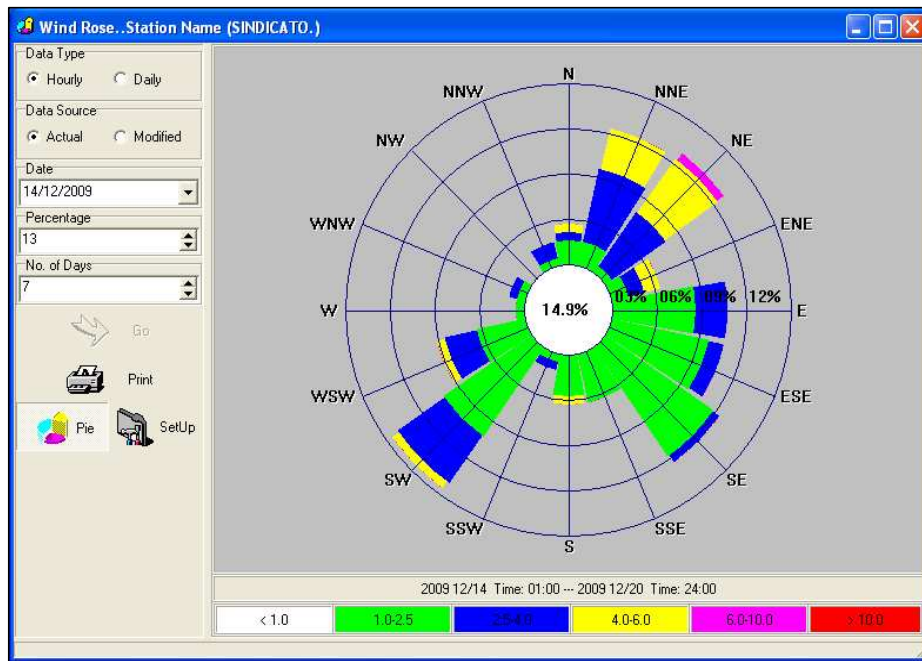 Wind Rose..Station Name (SINDICATO.)
Data Type
Hourly Daily
Data Source
Actual Modified
Date
14/12/2009
Percentage
13
No. of Days
7
Go
Print
Pie SetUp
N
NNW NNE
NW NE
WNW ENE
W 14.9% 03% 06% 09% 12% E
WSW ESE
SW SE
SSW SSE
S
2009 12/14 Time: 01:00 --- 2009 12/20 Time: 24:00
< 1.0 1.0-2.5 2.5-4.0 4.0-6.0 6.0-10.0 > 10.0